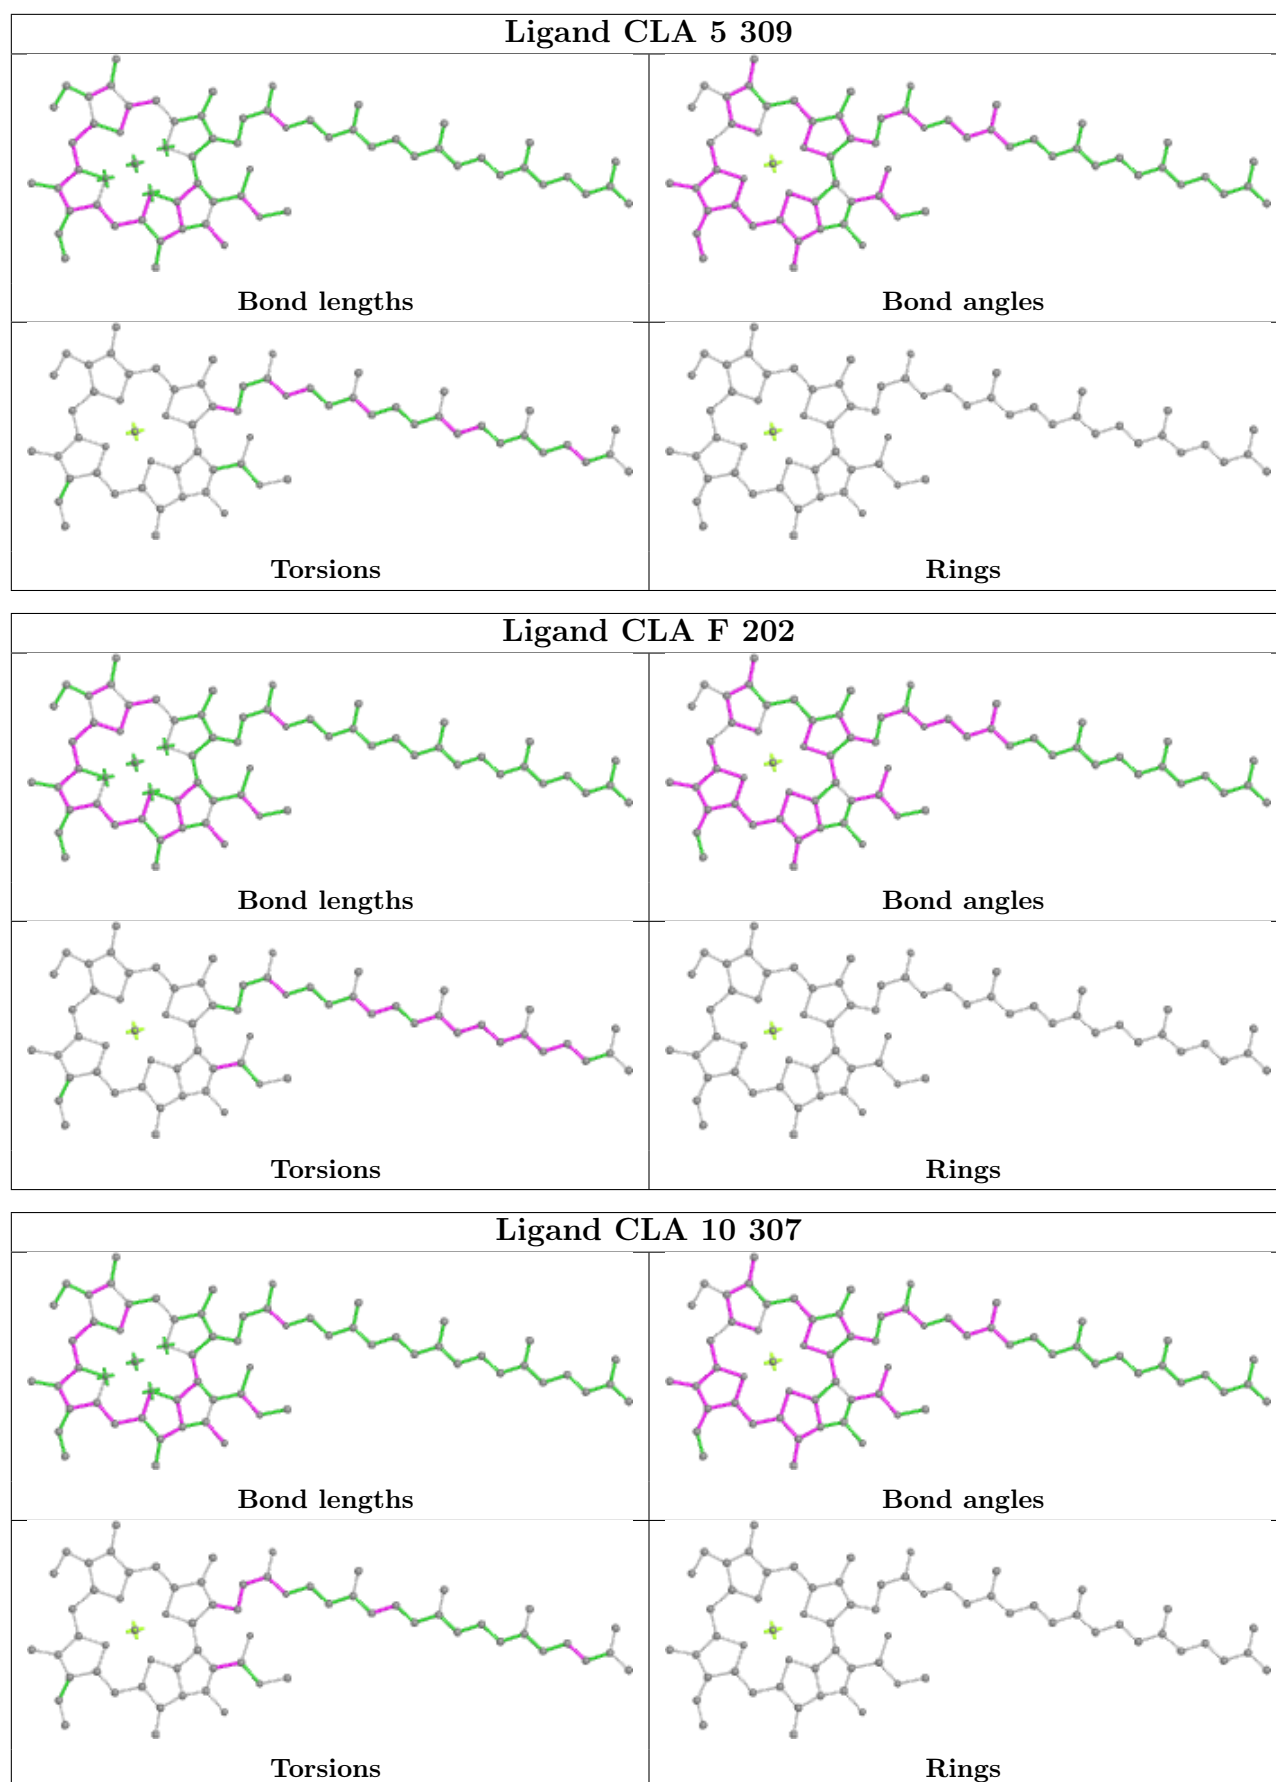 Ligand CLA 5 309
Bond lengths
Bond angles
Torsions
Rings
Ligand CLA F 202
Bond lengths
Bond angles
Torsions
Rings
Ligand CLA 10 307
Bond lengths
Bond angles
Torsions
Rings